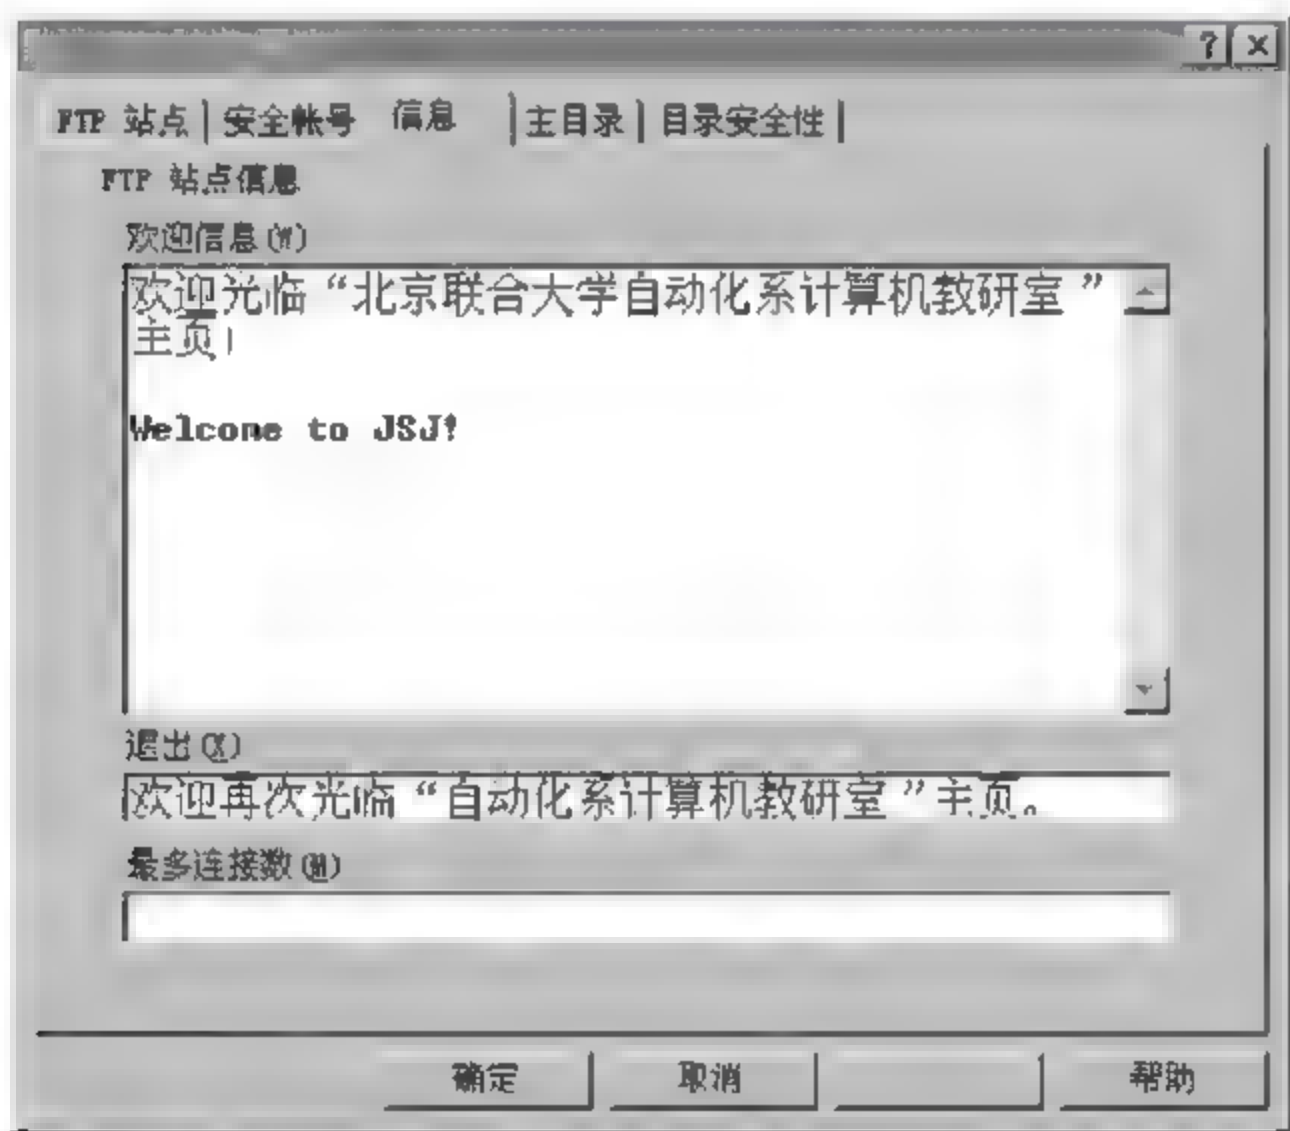 FTP 站点 安全帐号 信息 主目录 目录安全性
FTP 站点信息
欢迎信息(W)
欢迎光临“北京联合大学自动化系计算机教研室”
主页!
Welcome to JSJ!
退出(X)
欢迎再次光临“自动化系计算机教研室”主页。
最多连接数(M)
确定 取消 帮助